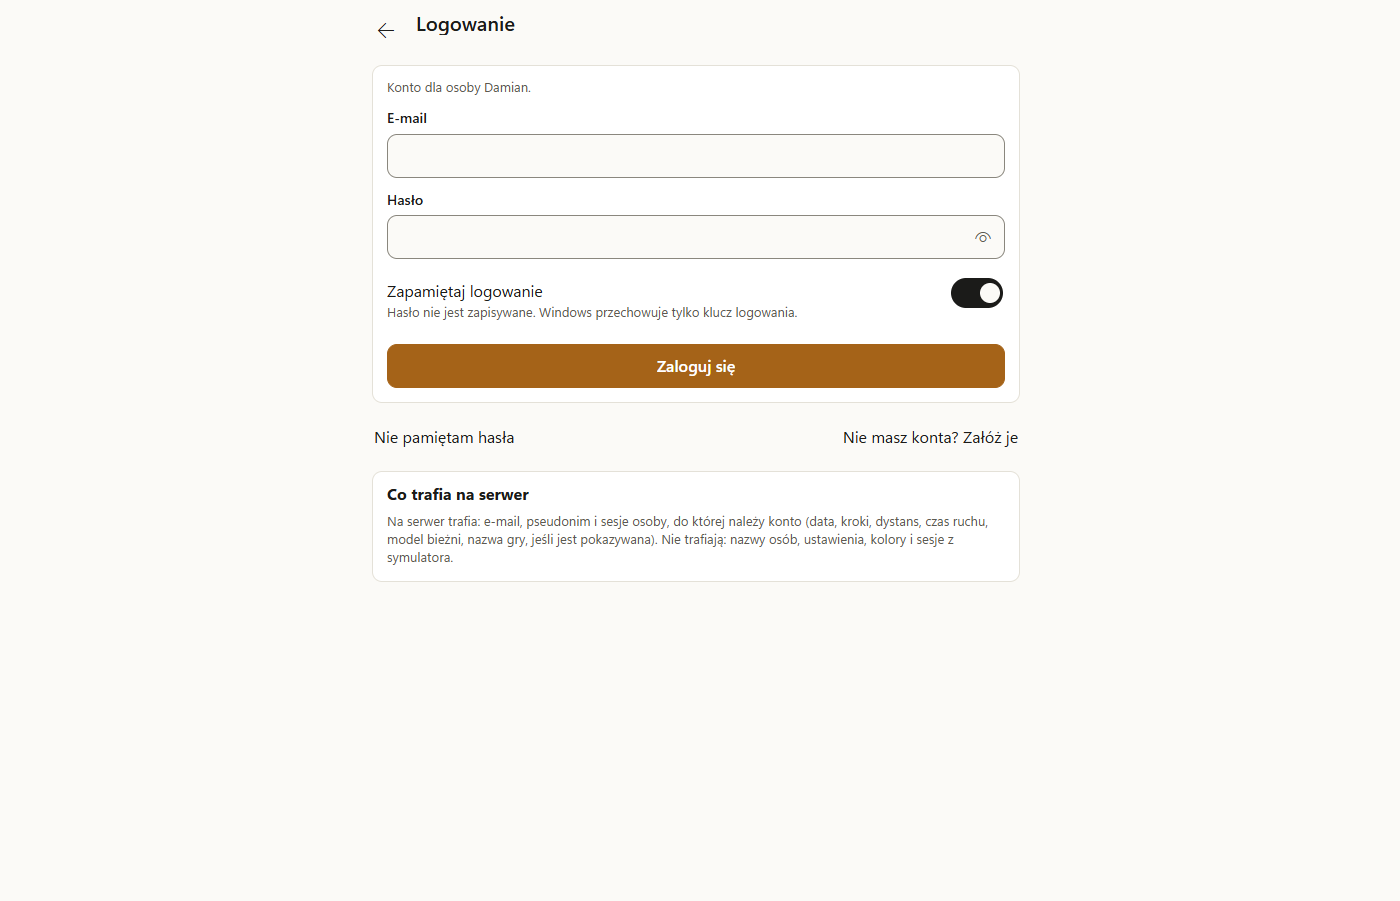 Logowanie
Konto dla osoby Damian.
E-mail
Hasło
Zapamiętaj logowanie
Hasło nie jest zapisywane. Windows przechowuje tylko klucz logowania.
Zaloguj się
Nie pamiętam hasła
Nie masz konta? Załóż je
Co trafia na serwer
Na serwer trafia: e-mail, pseudonim i sesje osoby, do której należy konto (data, kroki, dystans, czas ruchu,
model bieżni, nazwa gry, jeśli jest pokazywana). Nie trafiają: nazwy osób, ustawienia, kolory i sesje z
symulatora.